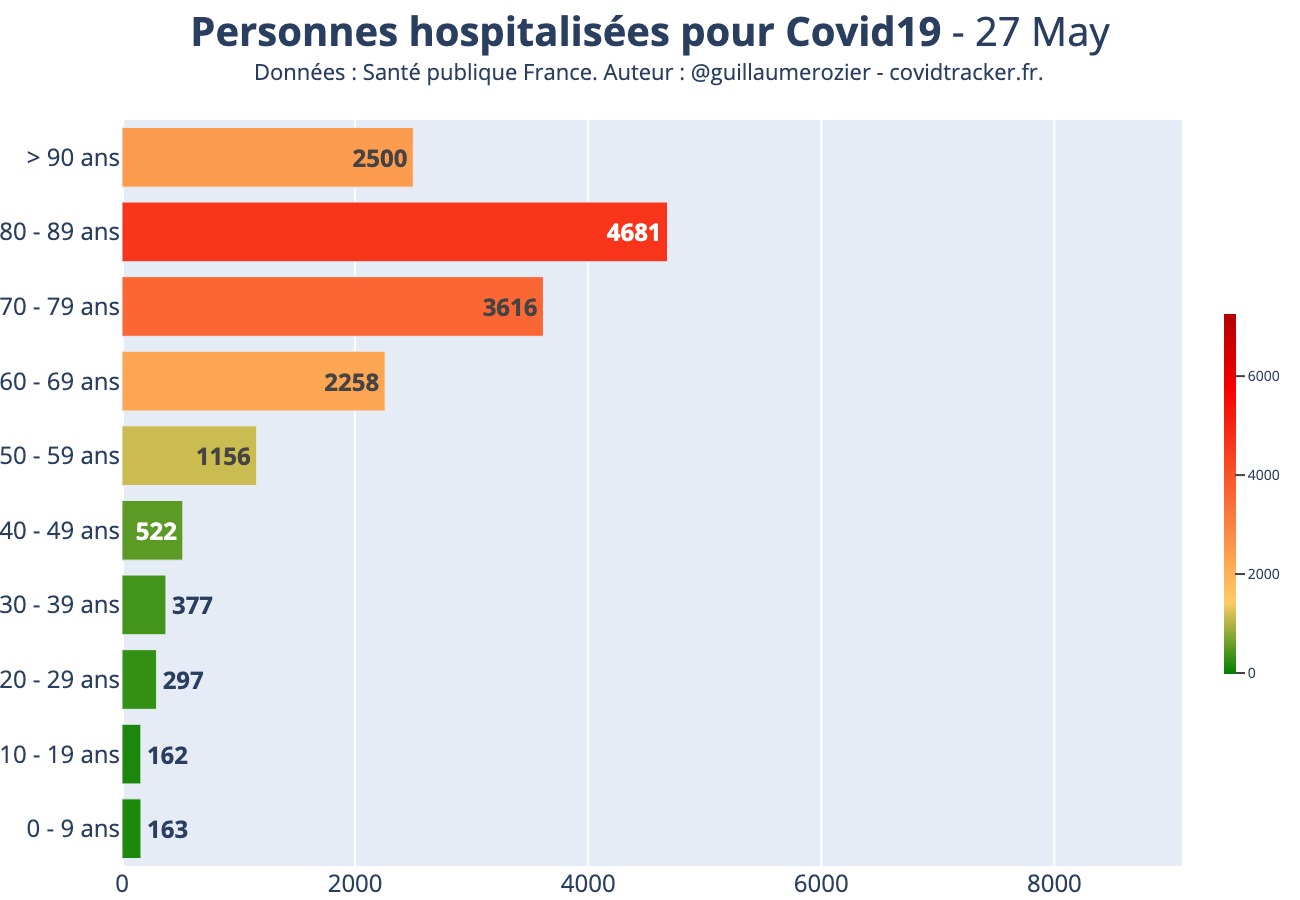 Personnes hospitalisées pour Covid19 - 27 May
Données : Santé publique France. Auteur : @guillaumerozier - covidtracker.fr.
> 90 ans 2500
80 - 89 ans 4681
70 - 79 ans 3616
60 - 69 ans 2258
50 - 59 ans 1156
40 - 49 ans 522
30 - 39 ans 377
20 - 29 ans 297
10 - 19 ans 162
0 - 9 ans 163
0 2000 4000 6000 8000
6000
4000
2000
0